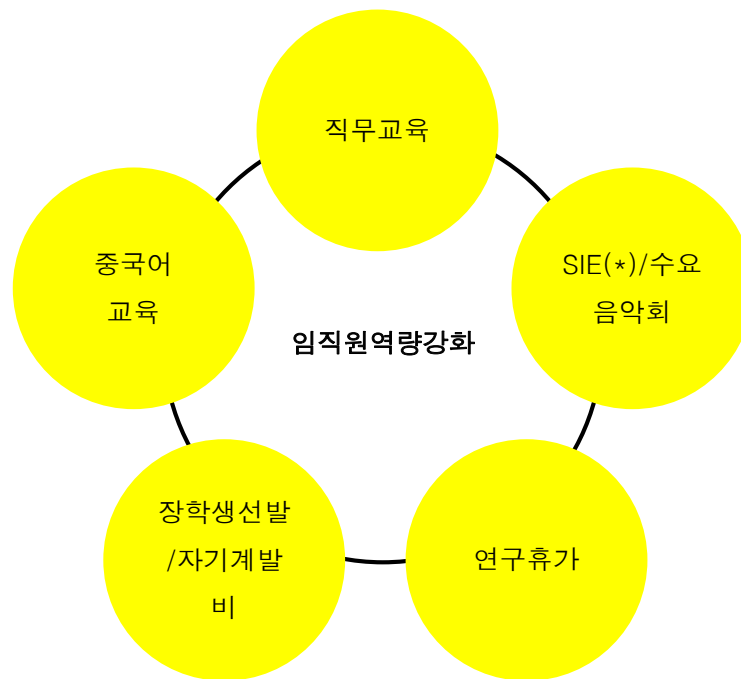 직무교육
중국어
교육
SIE(*)/수요
음악회
임직원역량강화
장학생선발
/자기계발
비
연구휴가